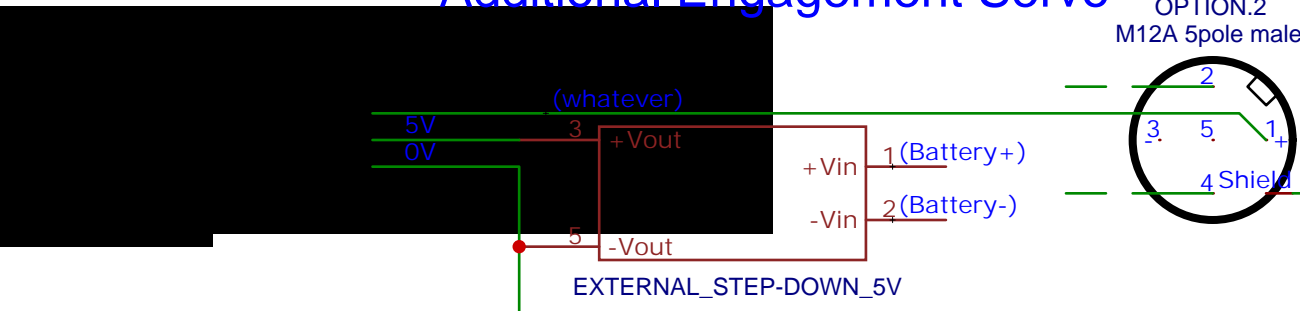 Additional Engagement Servo
OPTION.2
M12A 5pole male
2
(whatever)
5V
3
+Vout
3
5
1
-
+
0V
+Vin
1
(Battery+)
4
Shield
-Vin
2
(Battery-)
5
-Vout
EXTERNAL_STEP-DOWN_5V